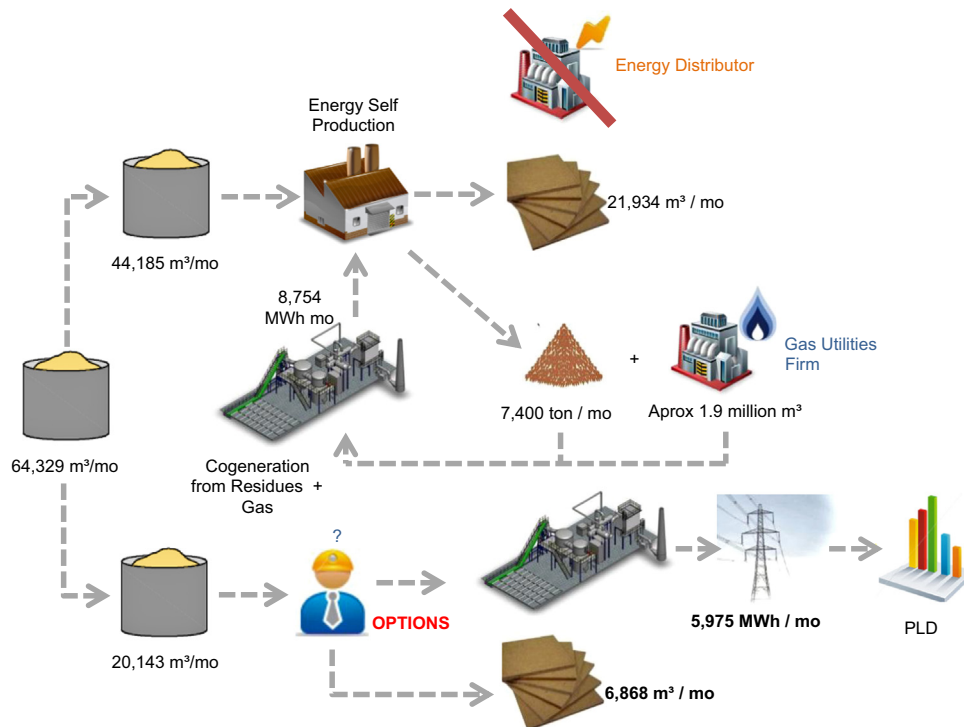 Energy Distributor
Energy Self
Production
21,934 m³ / mo
44,185 m³/mo
8,754
MWh mo
+
Gas Utilities
Firm
7,400 ton / mo
Aprox 1.9 million m³
64,329 m³/mo
Cogeneration
from Residues +
Gas
?
OPTIONS
5,975 MWh / mo
PLD
20,143 m³/mo
6,868 m³ / mo